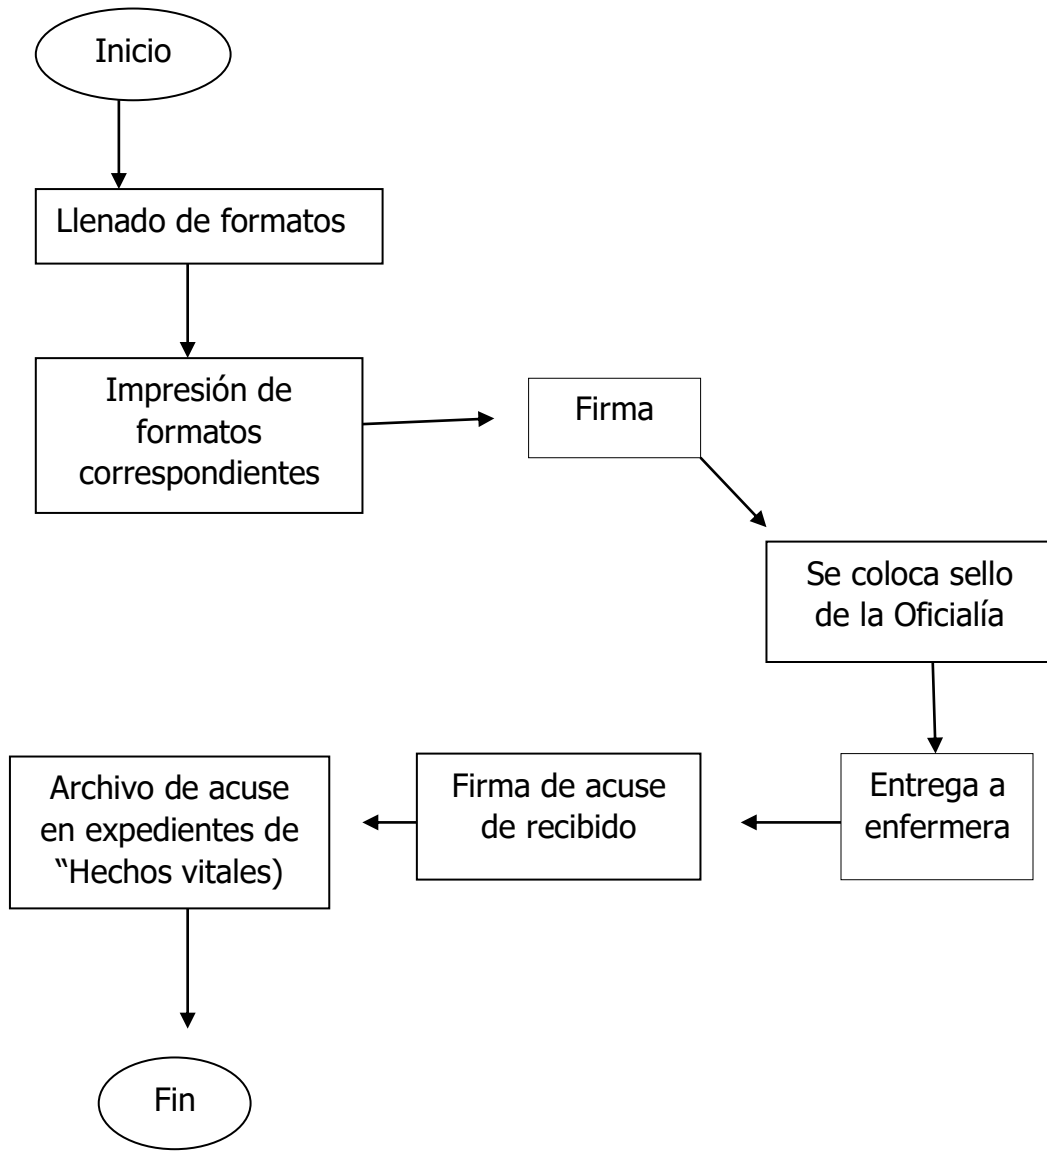 Inicio
Llenado de formatos
Impresión de
formatos
correspondientes
Firma
Se coloca sello
de la Oficialía
Entrega a
enfermera
Firma de acuse
de recibido
Archivo de acuse
en expedientes de
“Hechos vitales)
Fin